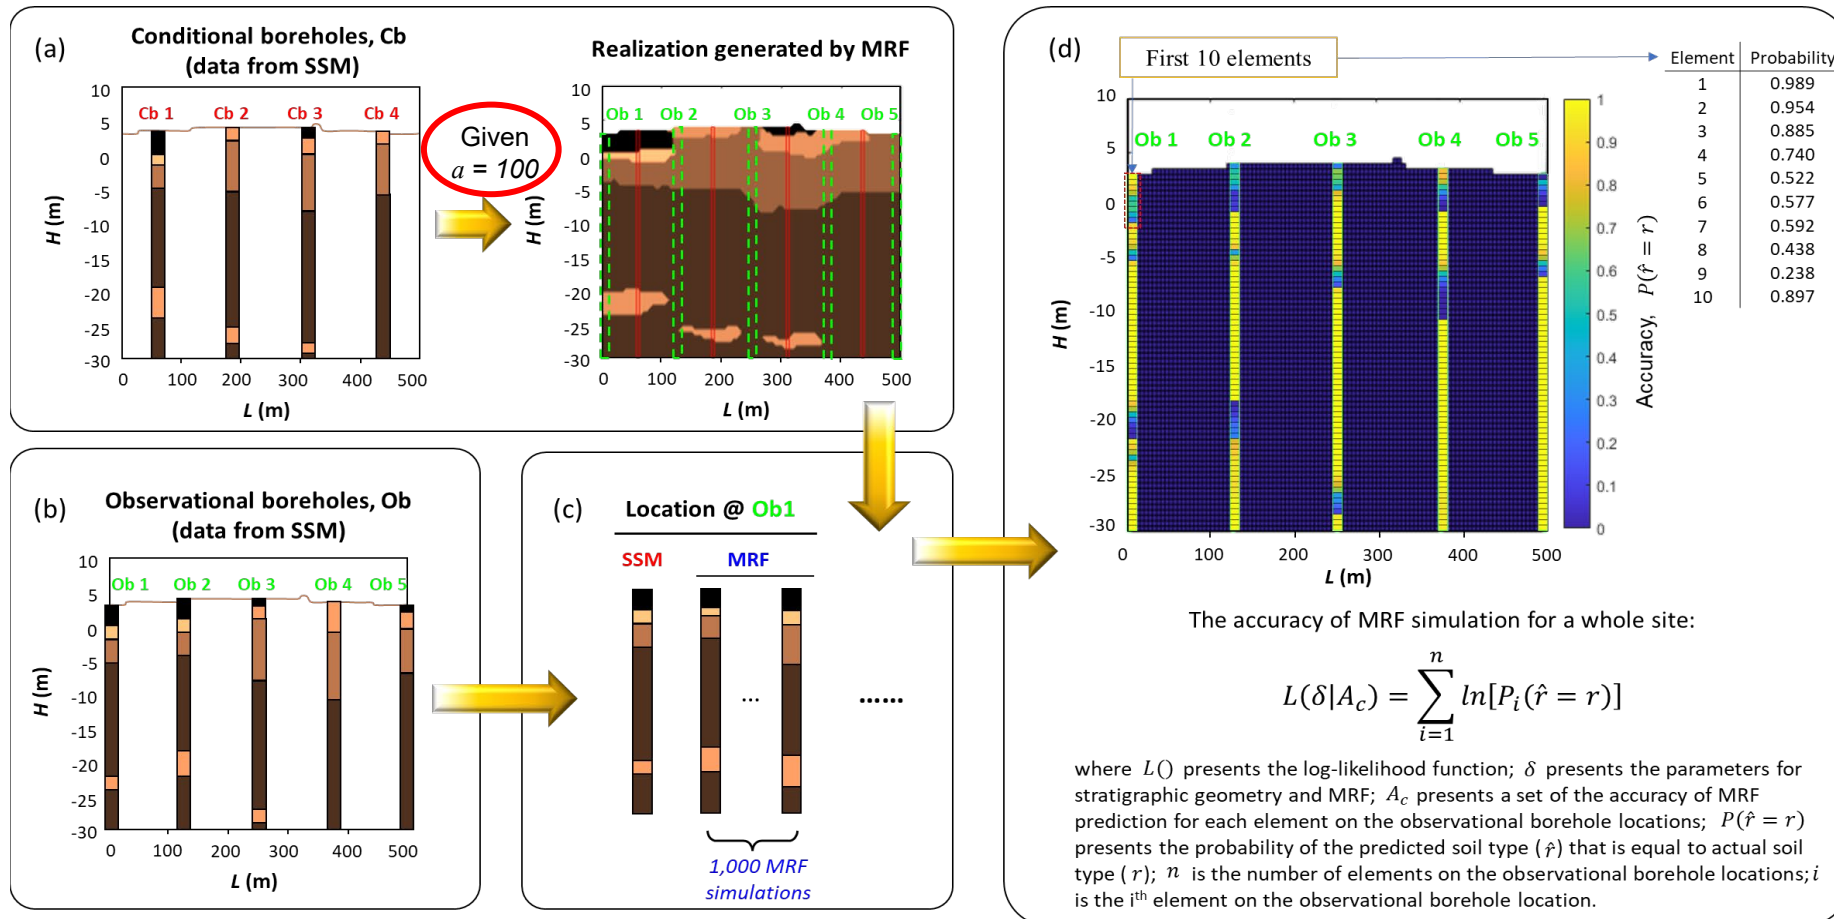 (a)
Conditional boreholes, Cb
(data from SSM)
10
5
0
-5
-10
-15
-20
-25
-30
H (m)
Cb 1
Cb 2
Cb 3
Cb 4
0
100
200
300
400
500
L (m)
Given
a = 100
Realization generated by MRF
10
5
0
-5
-10
-15
-20
-25
-30
H (m)
Ob 1
Ob 2
Ob 3
Ob 4
Ob 5
0
100
200
300
400
500
L (m)
(b)
Observational boreholes, Ob
(data from SSM)
10
5
0
-5
-10
-15
-20
-25
-30
H (m)
Ob 1
Ob 2
Ob 3
Ob 4
Ob 5
0
100
200
300
400
500
L (m)
(c)
Location @ Ob1
SSM
MRF
...
......
1,000 MRF
simulations
(d)
First 10 elements
Element Probability
1 0.989
2 0.954
3 0.885
4 0.740
5 0.522
6 0.577
7 0.592
8 0.438
9 0.238
10 0.897
10
5
0
-5
-10
-15
-20
-25
-30
H (m)
Ob 1
Ob 2
Ob 3
Ob 4
Ob 5
0
100
200
300
400
500
L (m)
1
0.9
0.8
0.7
0.6
0.5
0.4
0.3
0.2
0.1
0
Accuracy, P(r̂ = r)
The accuracy of MRF simulation for a whole site:
L(δ|A_c) = ∑_{i=1}^{n} ln[P_i(r̂ = r)]
where L() presents the log-likelihood function; δ presents the parameters for
stratigraphic geometry and MRF; A_c presents a set of the accuracy of MRF
prediction for each element on the observational borehole locations; P(r̂ = r)
presents the probability of the predicted soil type (r̂) that is equal to actual soil
type (r); n is the number of elements on the observational borehole locations; i
is the iᵗʰ element on the observational borehole location.